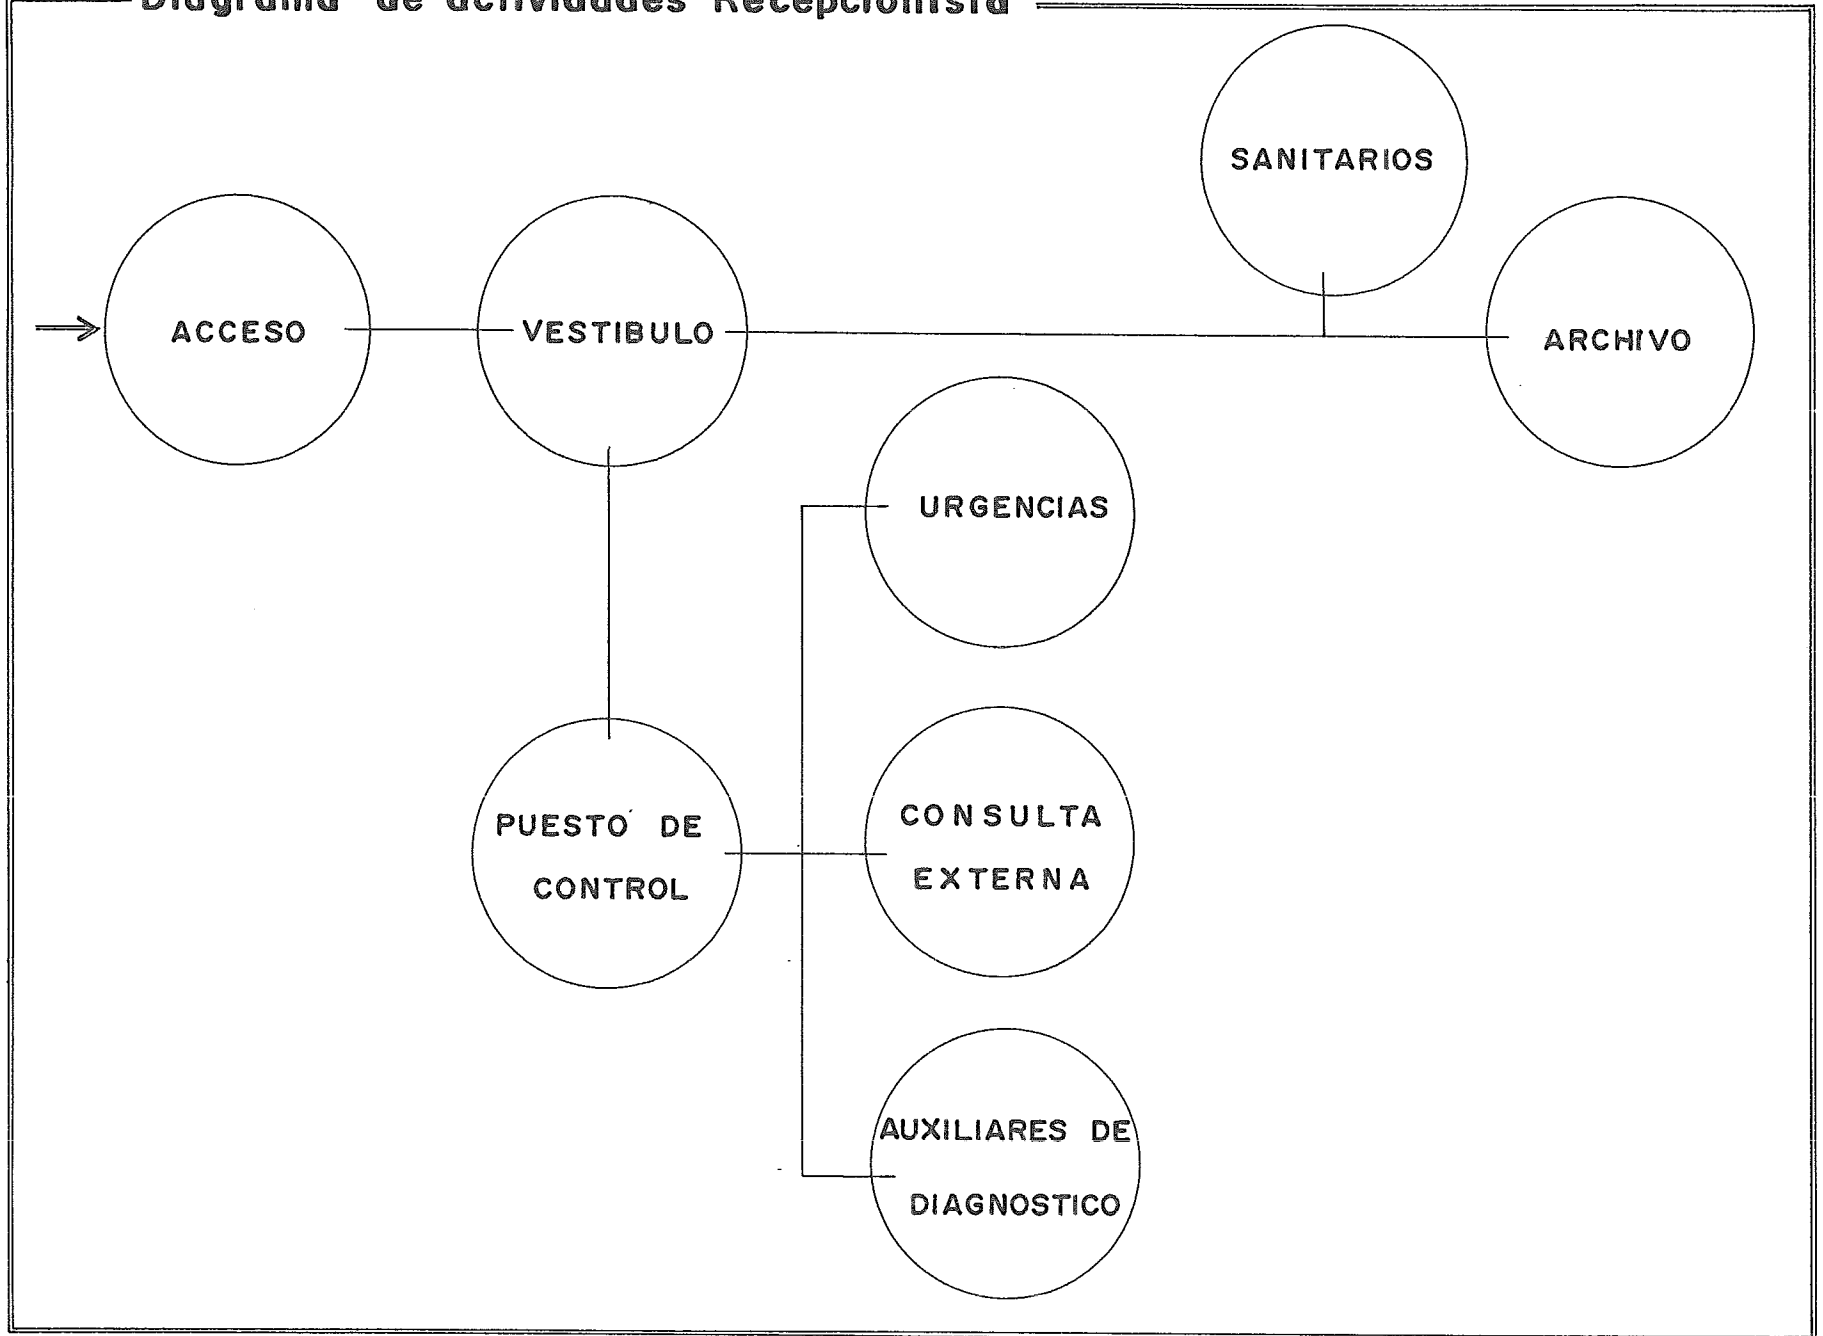 Diagrama de actividades Recepcionista
SANITARIOS
ACCESO
VESTIBULO
ARCHIVO
URGENCIAS
PUESTO DE
CONTROL
CONSULTA
EXTERNA
AUXILIARES DE
DIAGNOSTICO